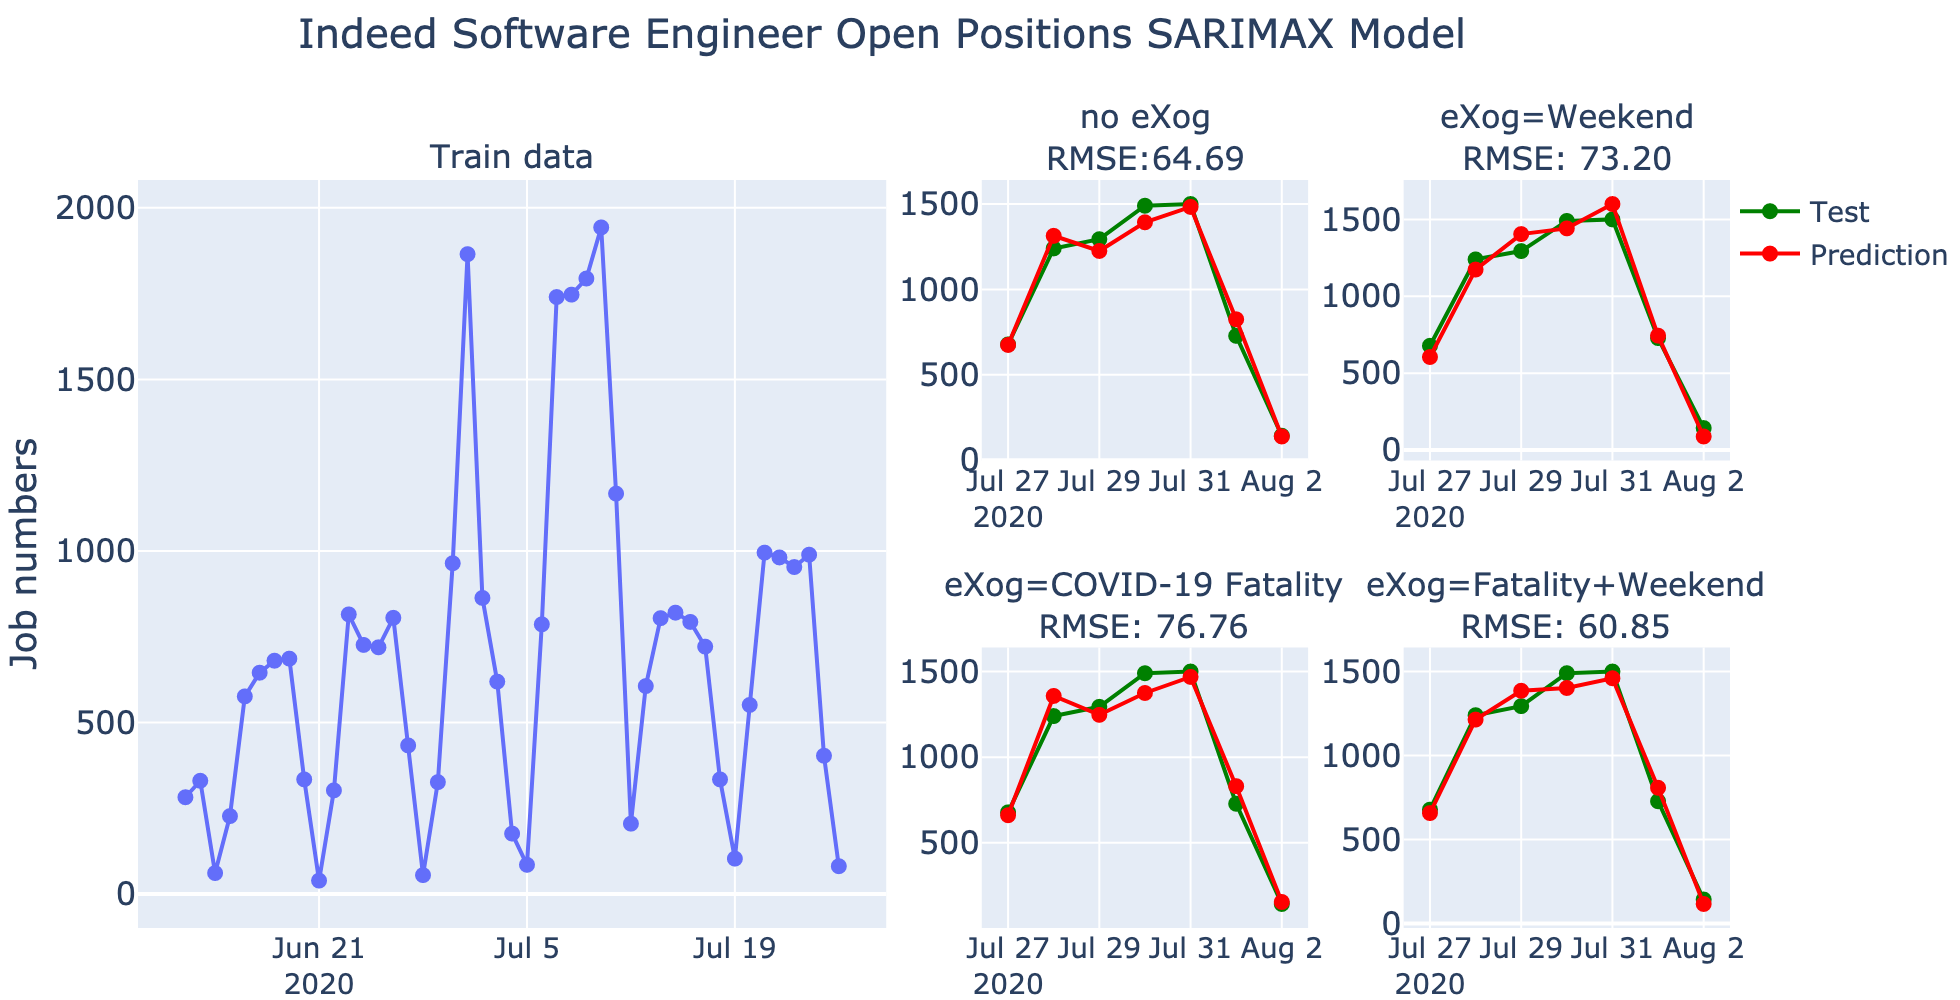 Indeed Software Engineer Open Positions SARIMAX Model
Train data
Job numbers
2000
1500
1000
500
0
Jun 21
2020
Jul 5
Jul 19
no eXog
RMSE:64.69
1500
1000
500
0
Jul 27
2020
Jul 29
Jul 31
Aug 2
eXog=Weekend
RMSE: 73.20
1500
1000
500
0
Jul 27
2020
Jul 29
Jul 31
Aug 2
Test
Prediction
eXog=COVID-19 Fatality
RMSE: 76.76
1500
1000
500
Jul 27
2020
Jul 29
Jul 31
Aug 2
eXog=Fatality+Weekend
RMSE: 60.85
1500
1000
500
0
Jul 27
2020
Jul 29
Jul 31
Aug 2